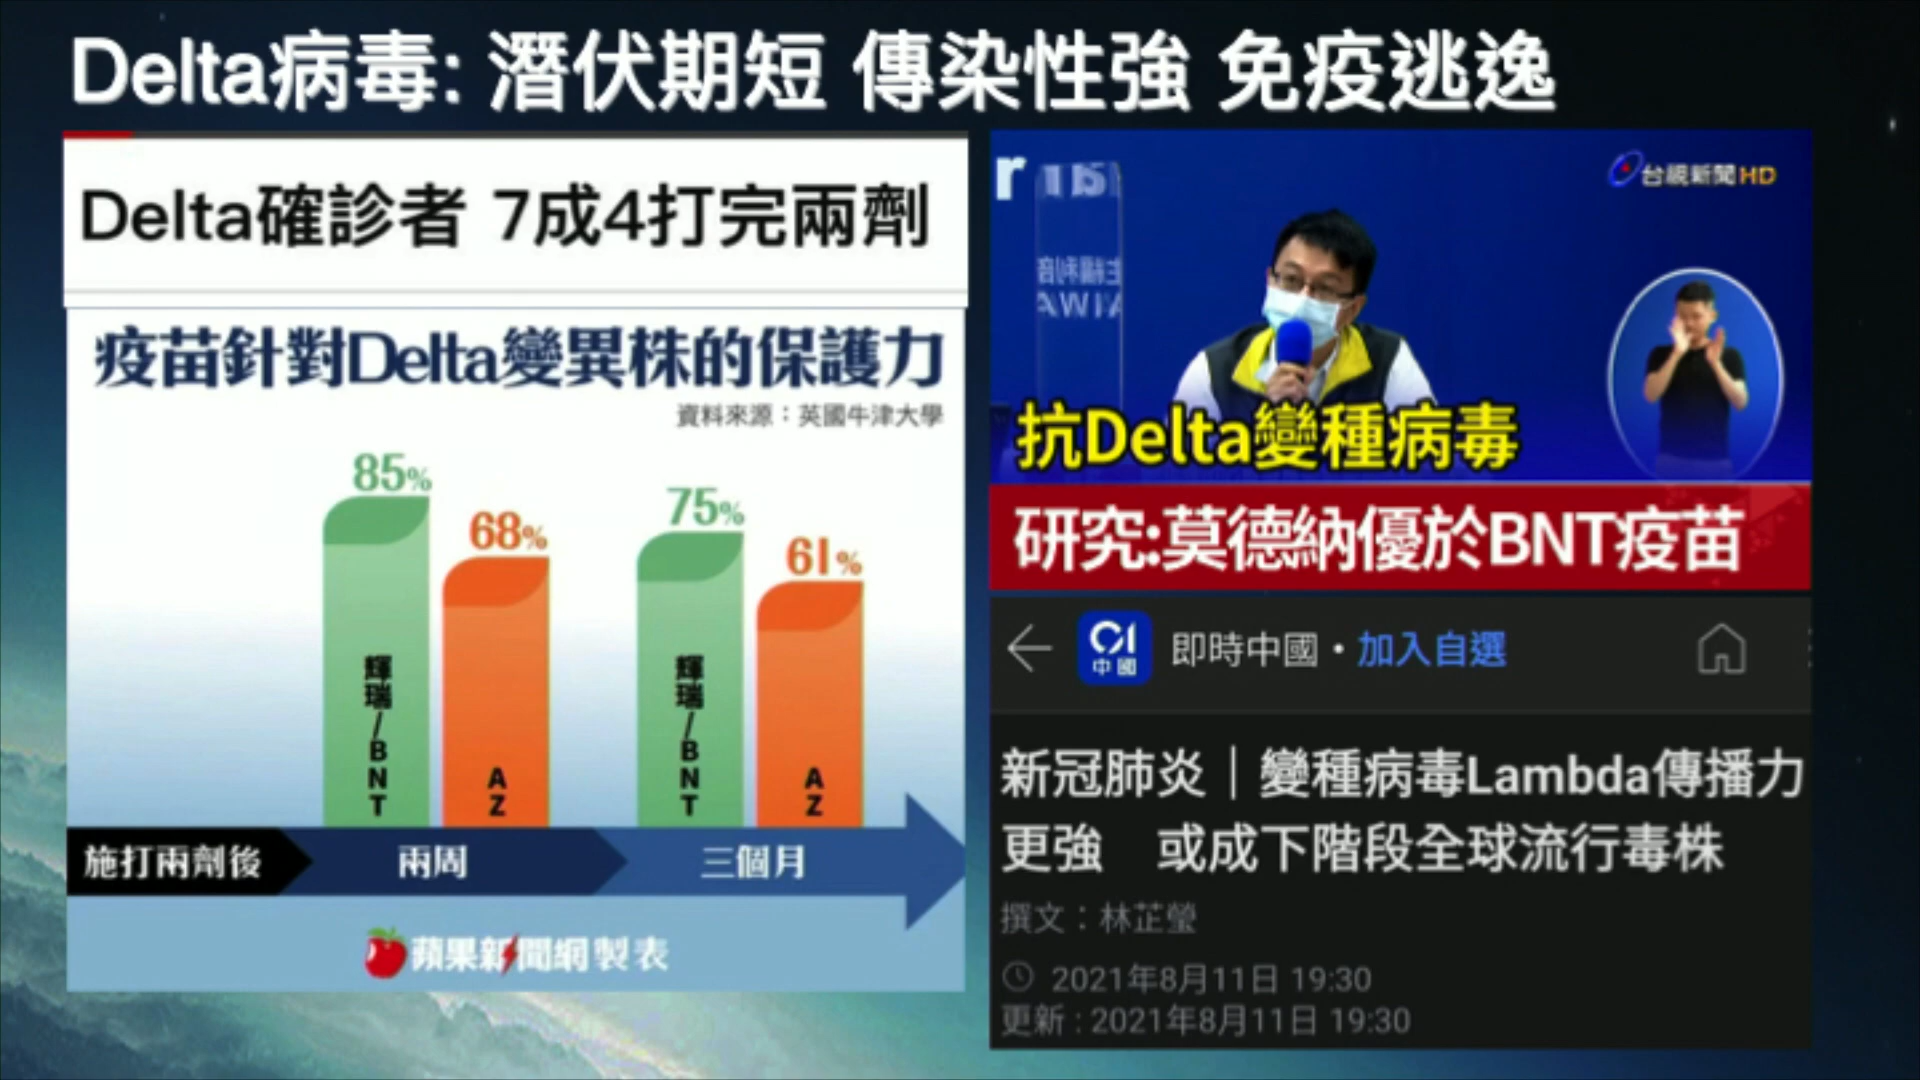 Delta病毒: 潛伏期短 傳染性強 免疫逃逸
Delta確診者 7成4打完兩劑
疫苗針對Delta變異株的保護力
資料來源：英國牛津大學
85%
68%
75%
61%
輝瑞/BNT
AZ
輝瑞/BNT
AZ
施打兩劑後
兩周
三個月
蘋果新聞網製表
台視新聞HD
抗Delta變種病毒
研究:莫德納優於BNT疫苗
01
中國
即時中國・加入自選
新冠肺炎｜變種病毒Lambda傳播力
更強　或成下階段全球流行毒株
撰文：林芷瑩
2021年8月11日 19:30
更新 : 2021年8月11日 19:30